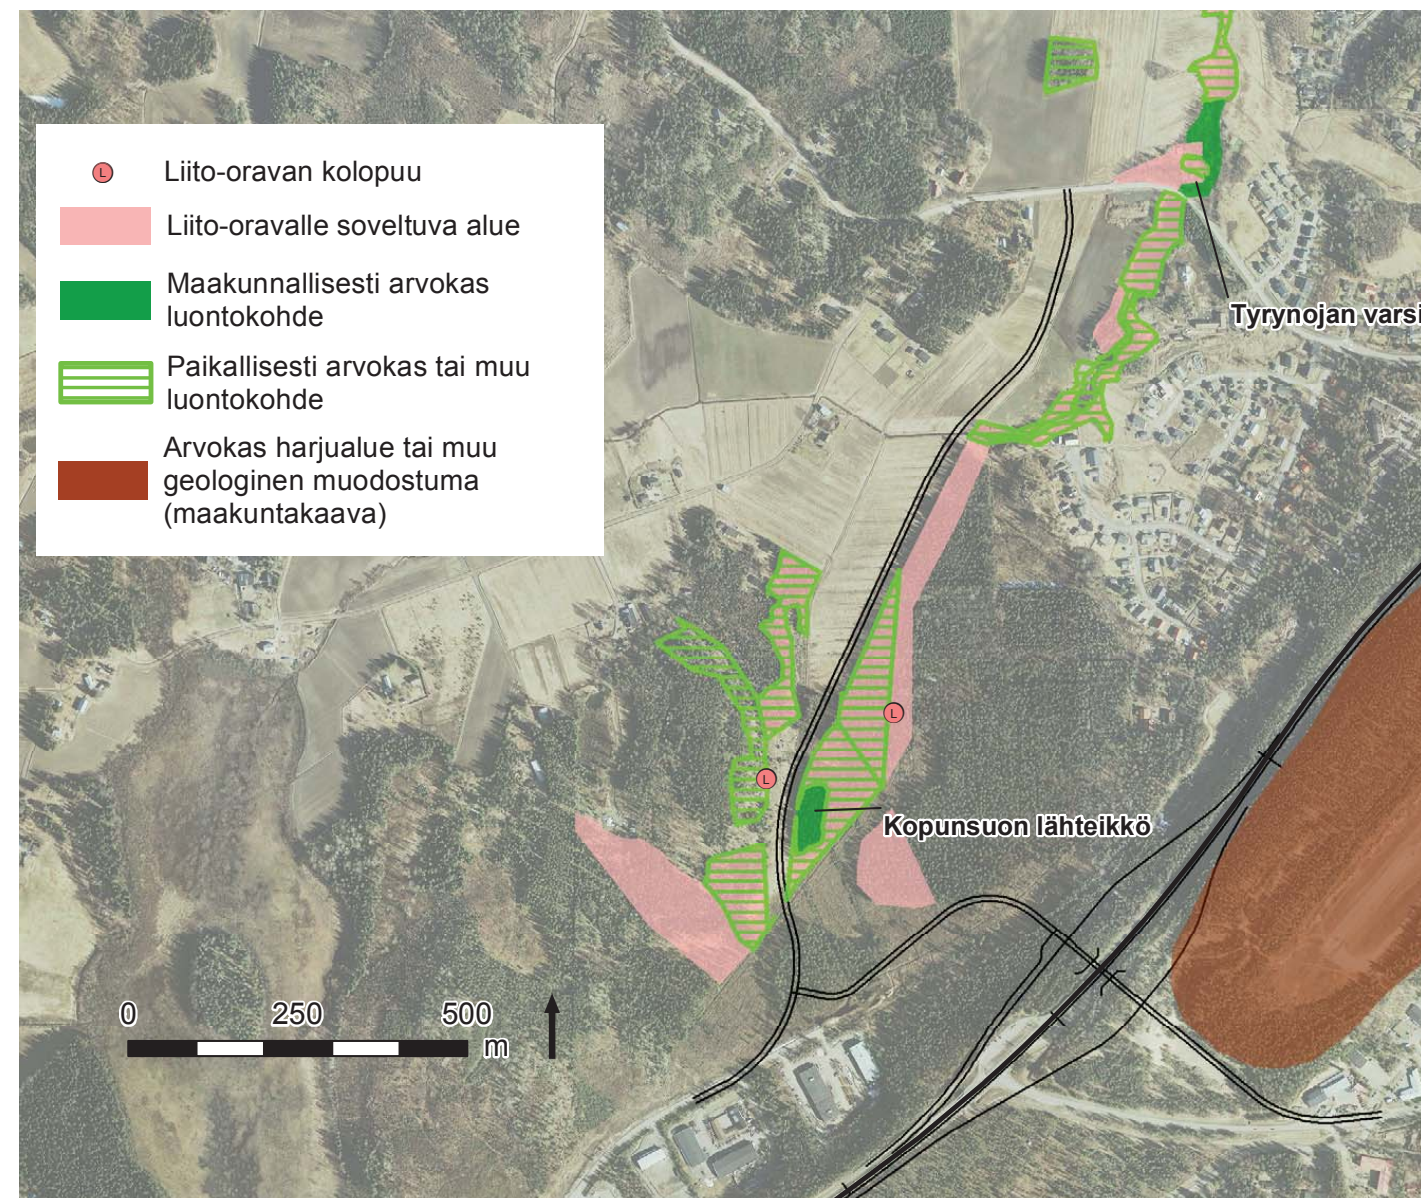 L Liito-oravan kolopuu
Liito-oravalle soveltuva alue
Maakunnallisesti arvokas
luontokohde
Paikallisesti arvokas tai muu
luontokohde
Arvokas harjualue tai muu
geologinen muodostuma
(maakuntakaava)
Tyrynojan varsi
L
L
Kopunsuon lähteikkö
0 250 500
m